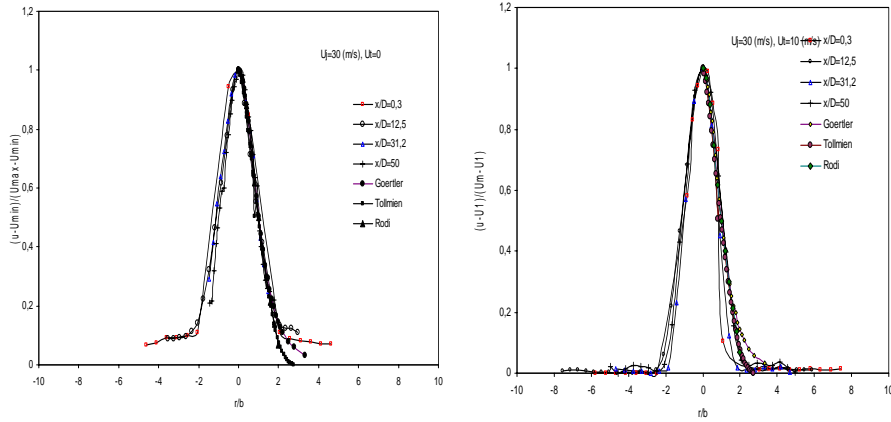 Uj=30 (m/s), Ut=0
(u-Umin)/(Umax-Umin)
1,2
1
0,8
0,6
0,4
0,2
0
-10
-8
-6
-4
-2
0
2
4
6
8
10
r/b
x/D=0,3
x/D=12,5
x/D=31,2
x/D=50
Goertler
Tollmien
Rodi
Uj=30 (m/s), Ut=10 (m/s)
(u-U1)/(Um-U1)
1,2
1
0,8
0,6
0,4
0,2
0
-10
-8
-6
-4
-2
0
2
4
6
8
10
r/b
x/D=0,3
x/D=12,5
x/D=31,2
x/D=50
Goertler
Tollmien
Rodi